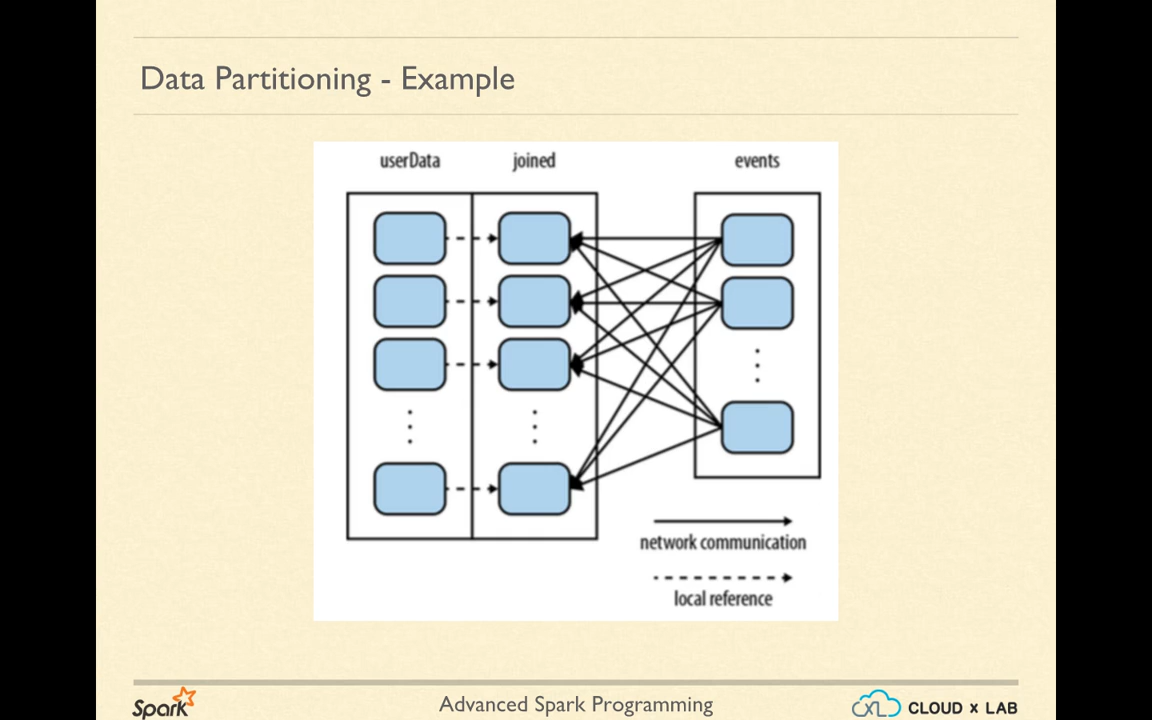 Data Partitioning - Example
userData joined events
network communication
local reference
Spark Advanced Spark Programming CXL CLOUD x LAB